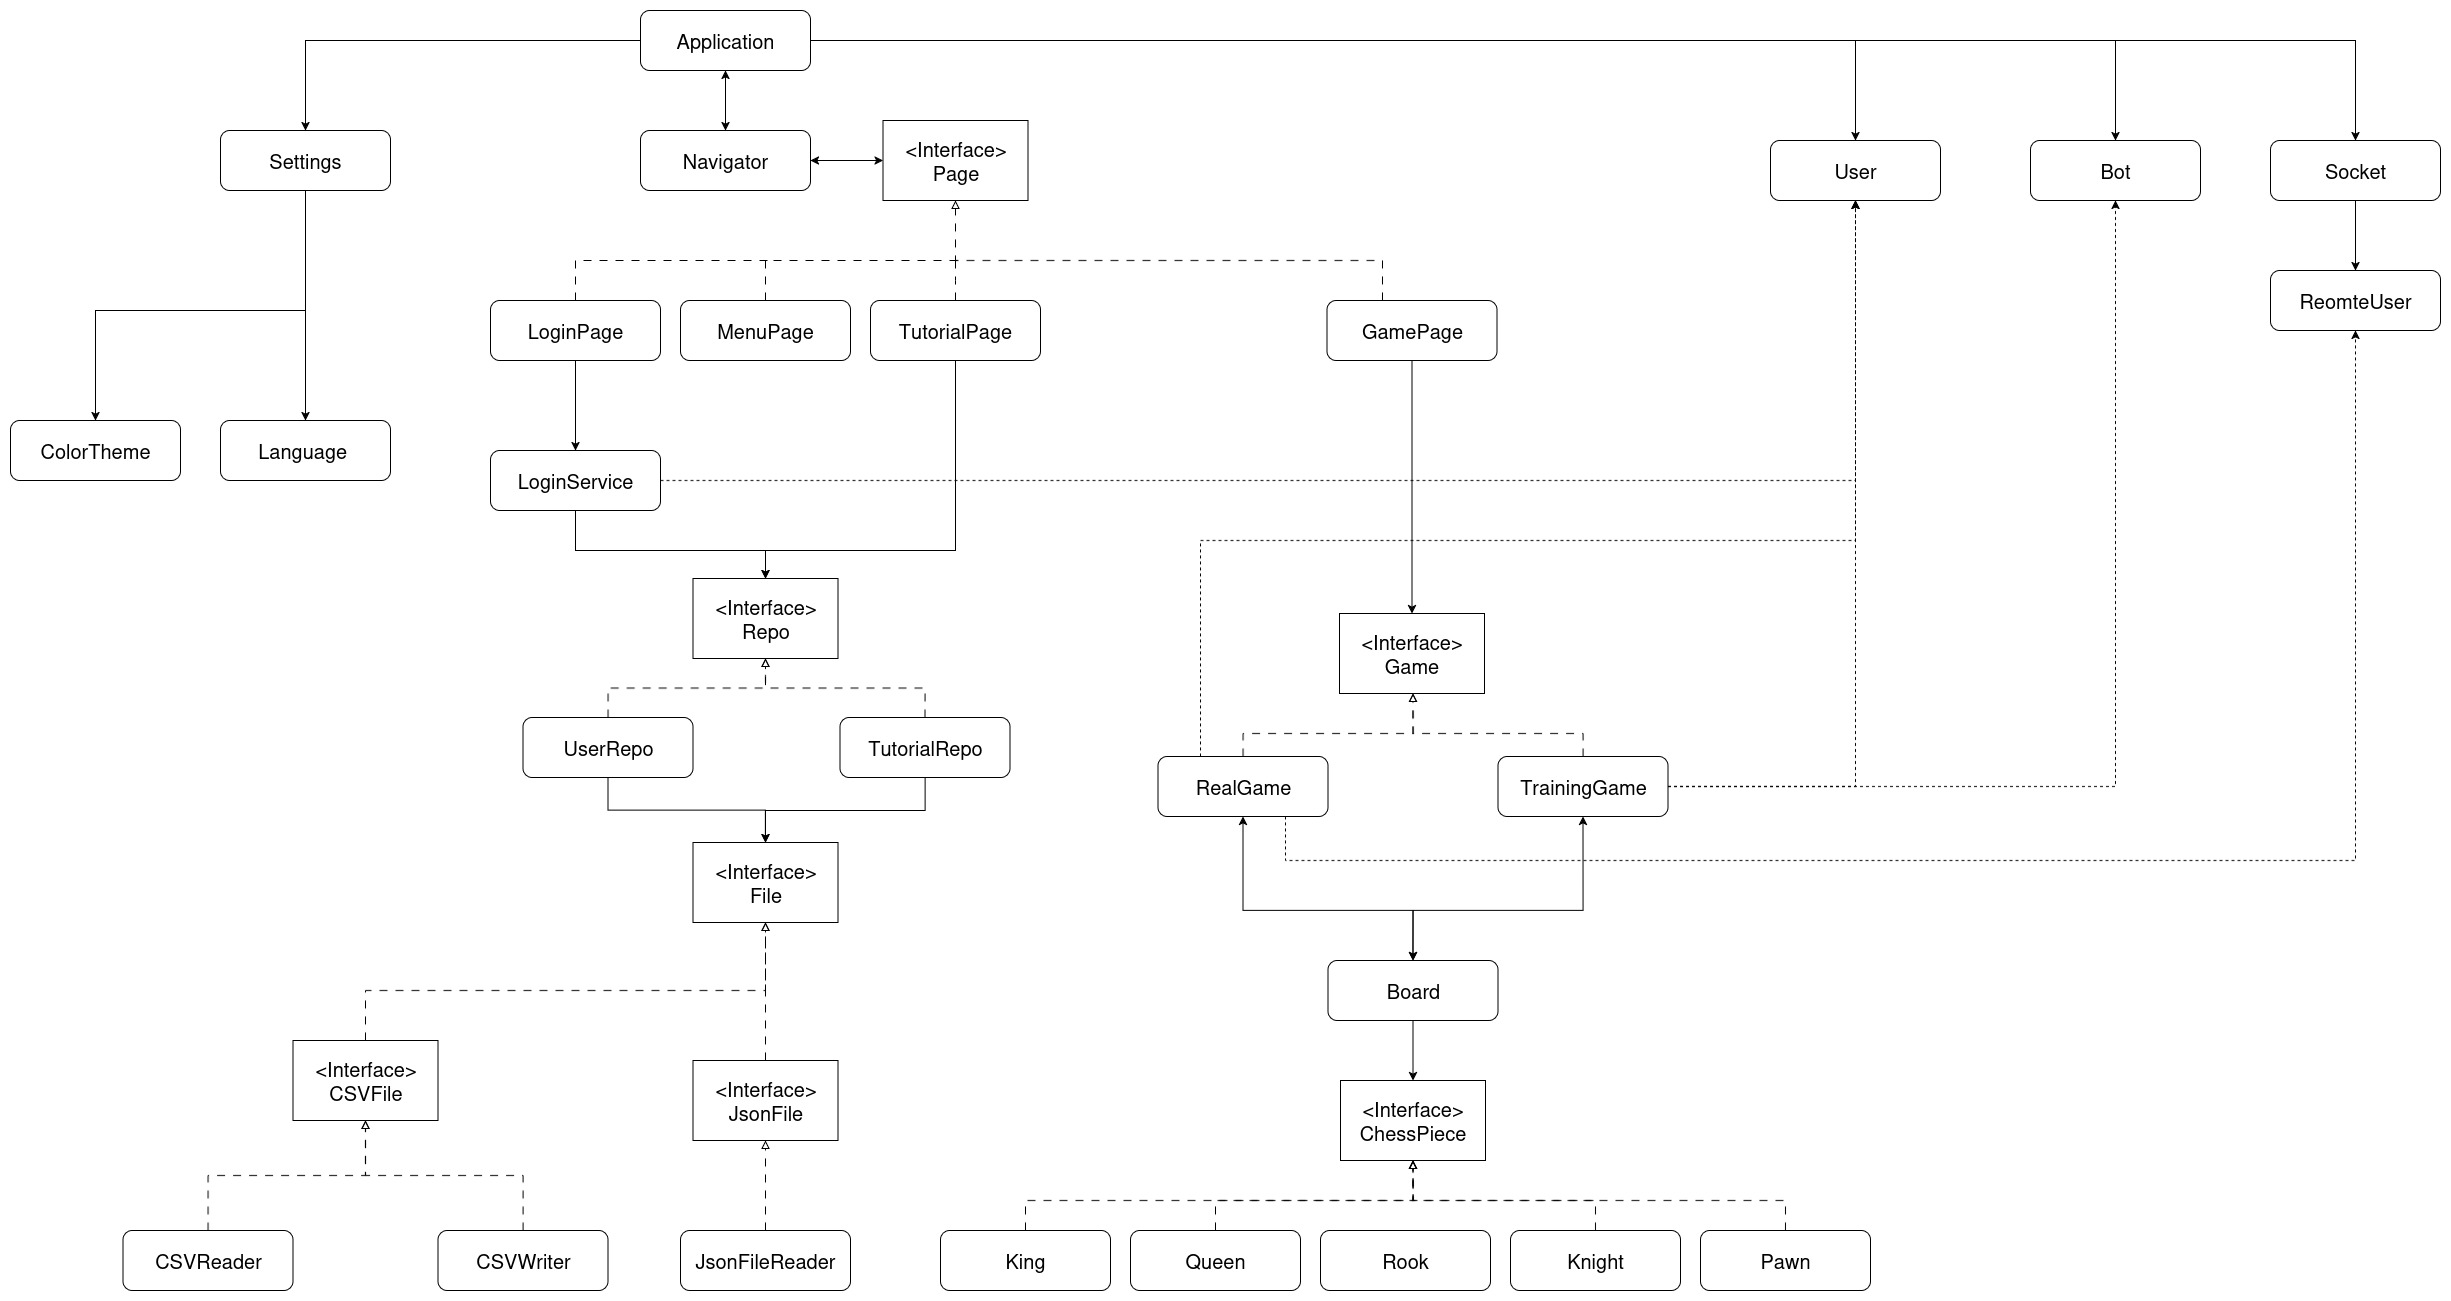 Application
Settings
Navigator
<Interface>
Page
User
Bot
Socket
ReomteUser
LoginPage
MenuPage
TutorialPage
GamePage
ColorTheme
Language
LoginService
<Interface>
Repo
<Interface>
Game
UserRepo
TutorialRepo
RealGame
TrainingGame
<Interface>
File
Board
<Interface>
CSVFile
<Interface>
JsonFile
<Interface>
ChessPiece
CSVReader
CSVWriter
JsonFileReader
King
Queen
Rook
Knight
Pawn